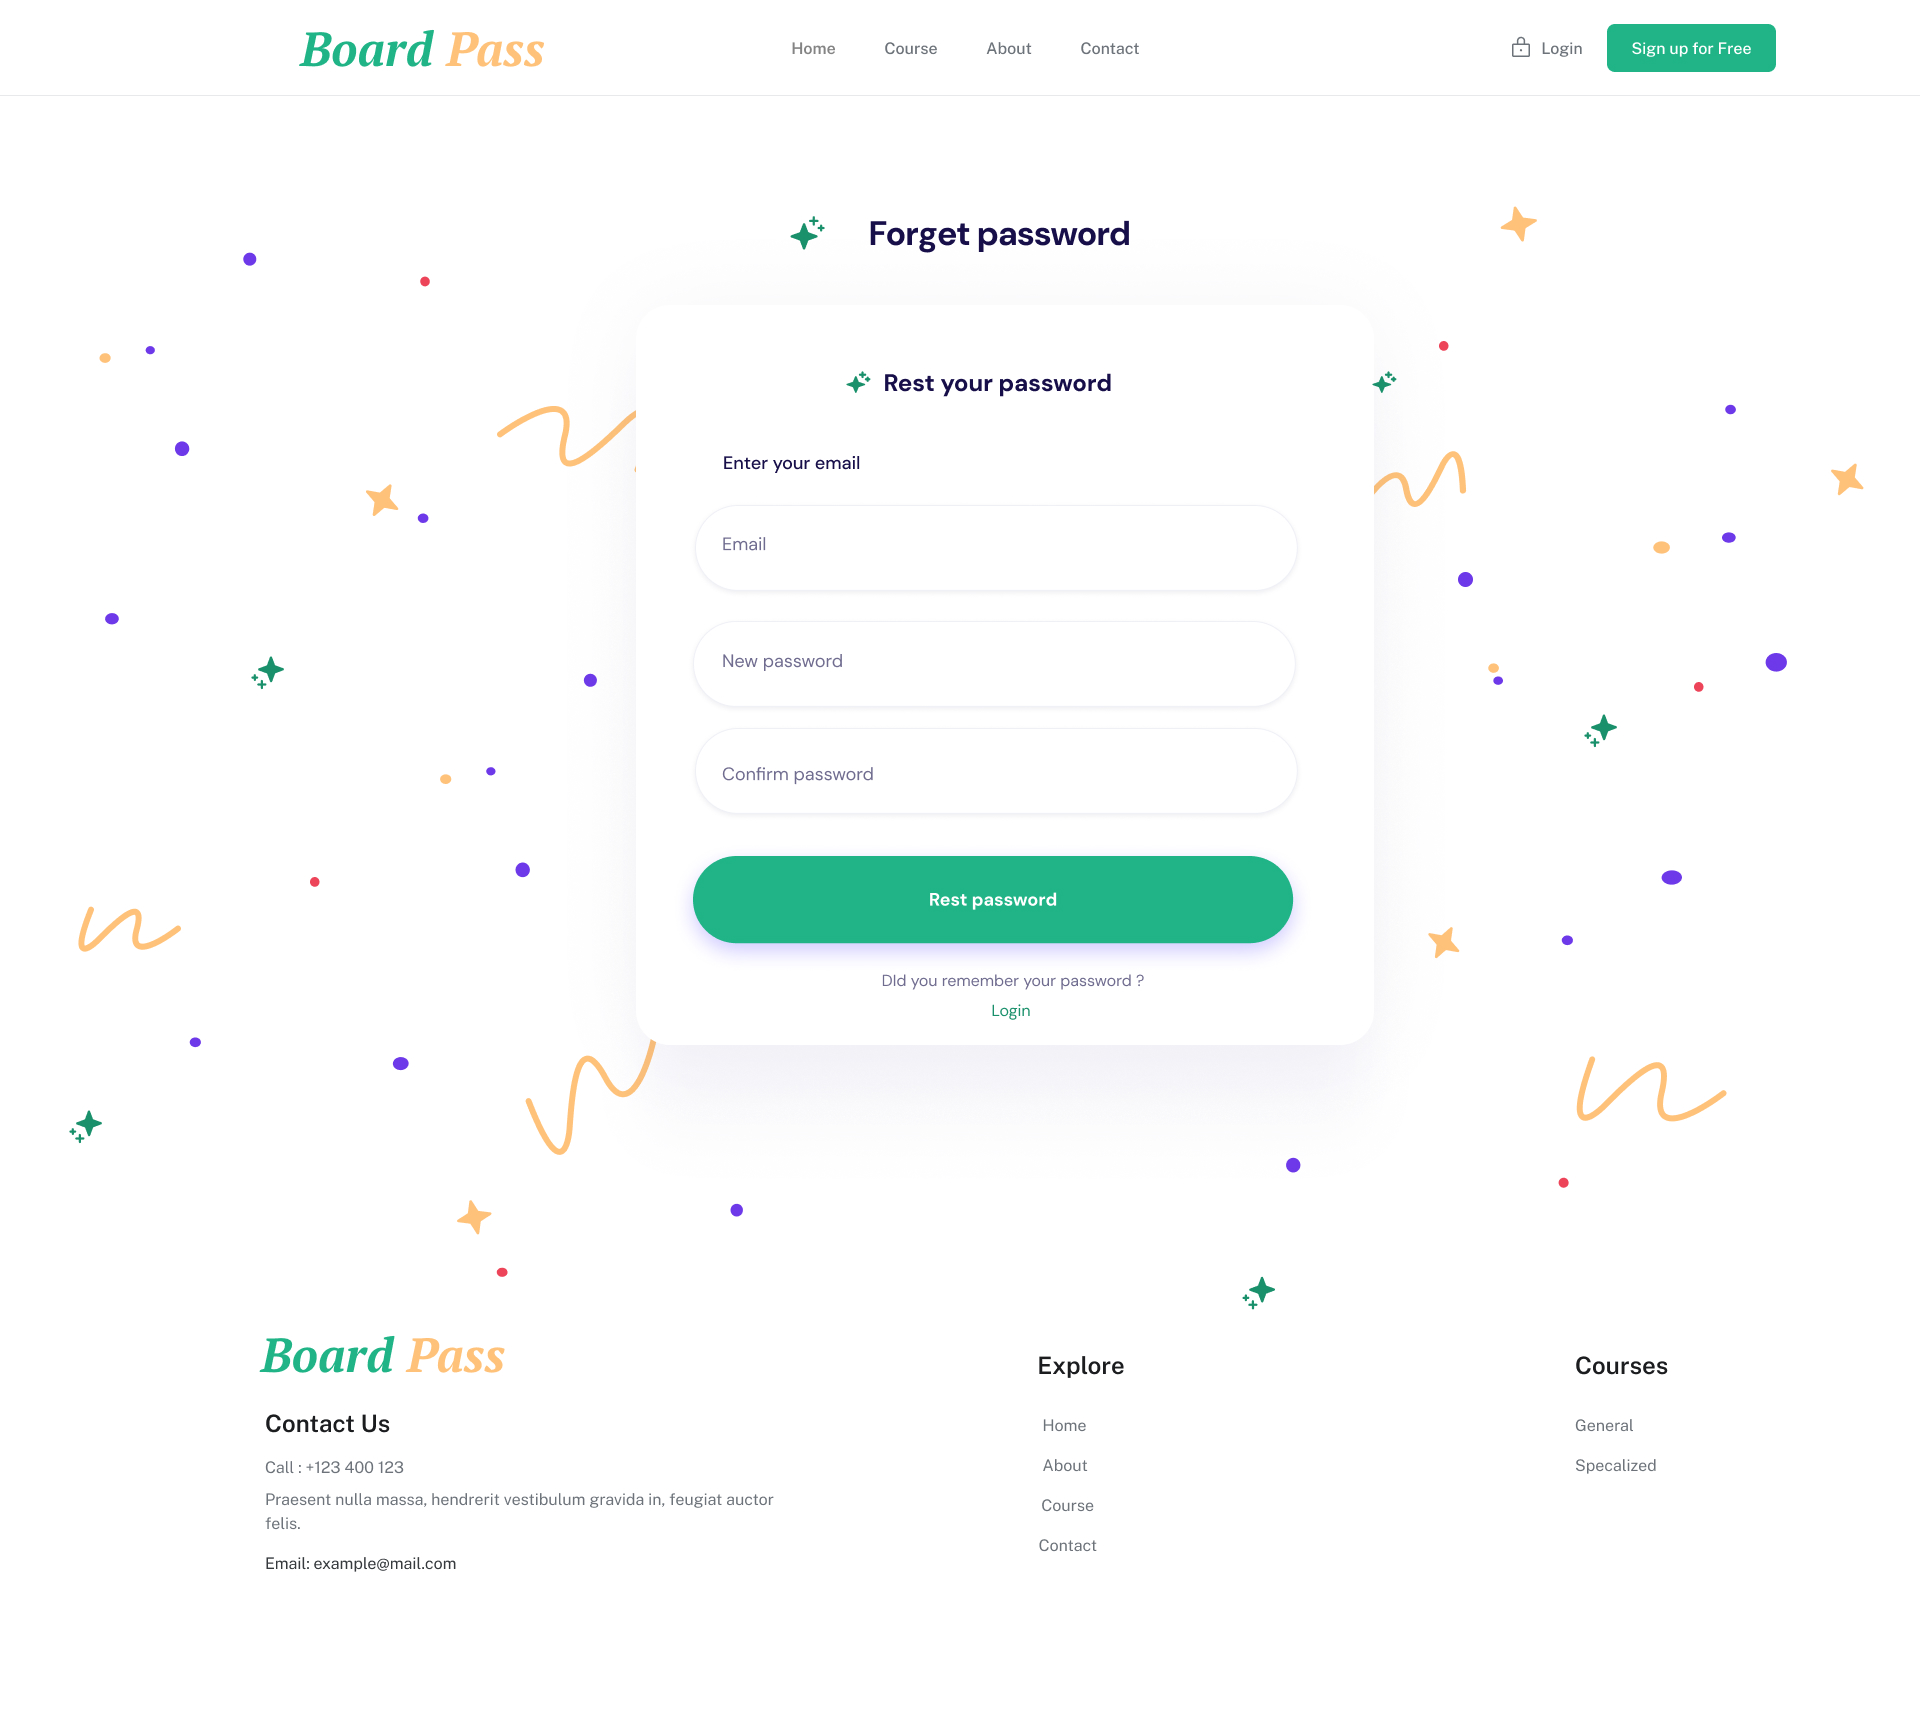 Board Pass
Home
Course
About
Contact
Login
Sign up for Free
Forget password
Rest your password
Enter your email
Email
New password
Confirm password
Rest password
DId you remember your password ?
Login
Board Pass
Contact Us
Call : +123 400 123
Praesent nulla massa, hendrerit vestibulum gravida in, feugiat auctor
felis.
Email: example@mail.com
Explore
Home
About
Course
Contact
Courses
General
Specalized